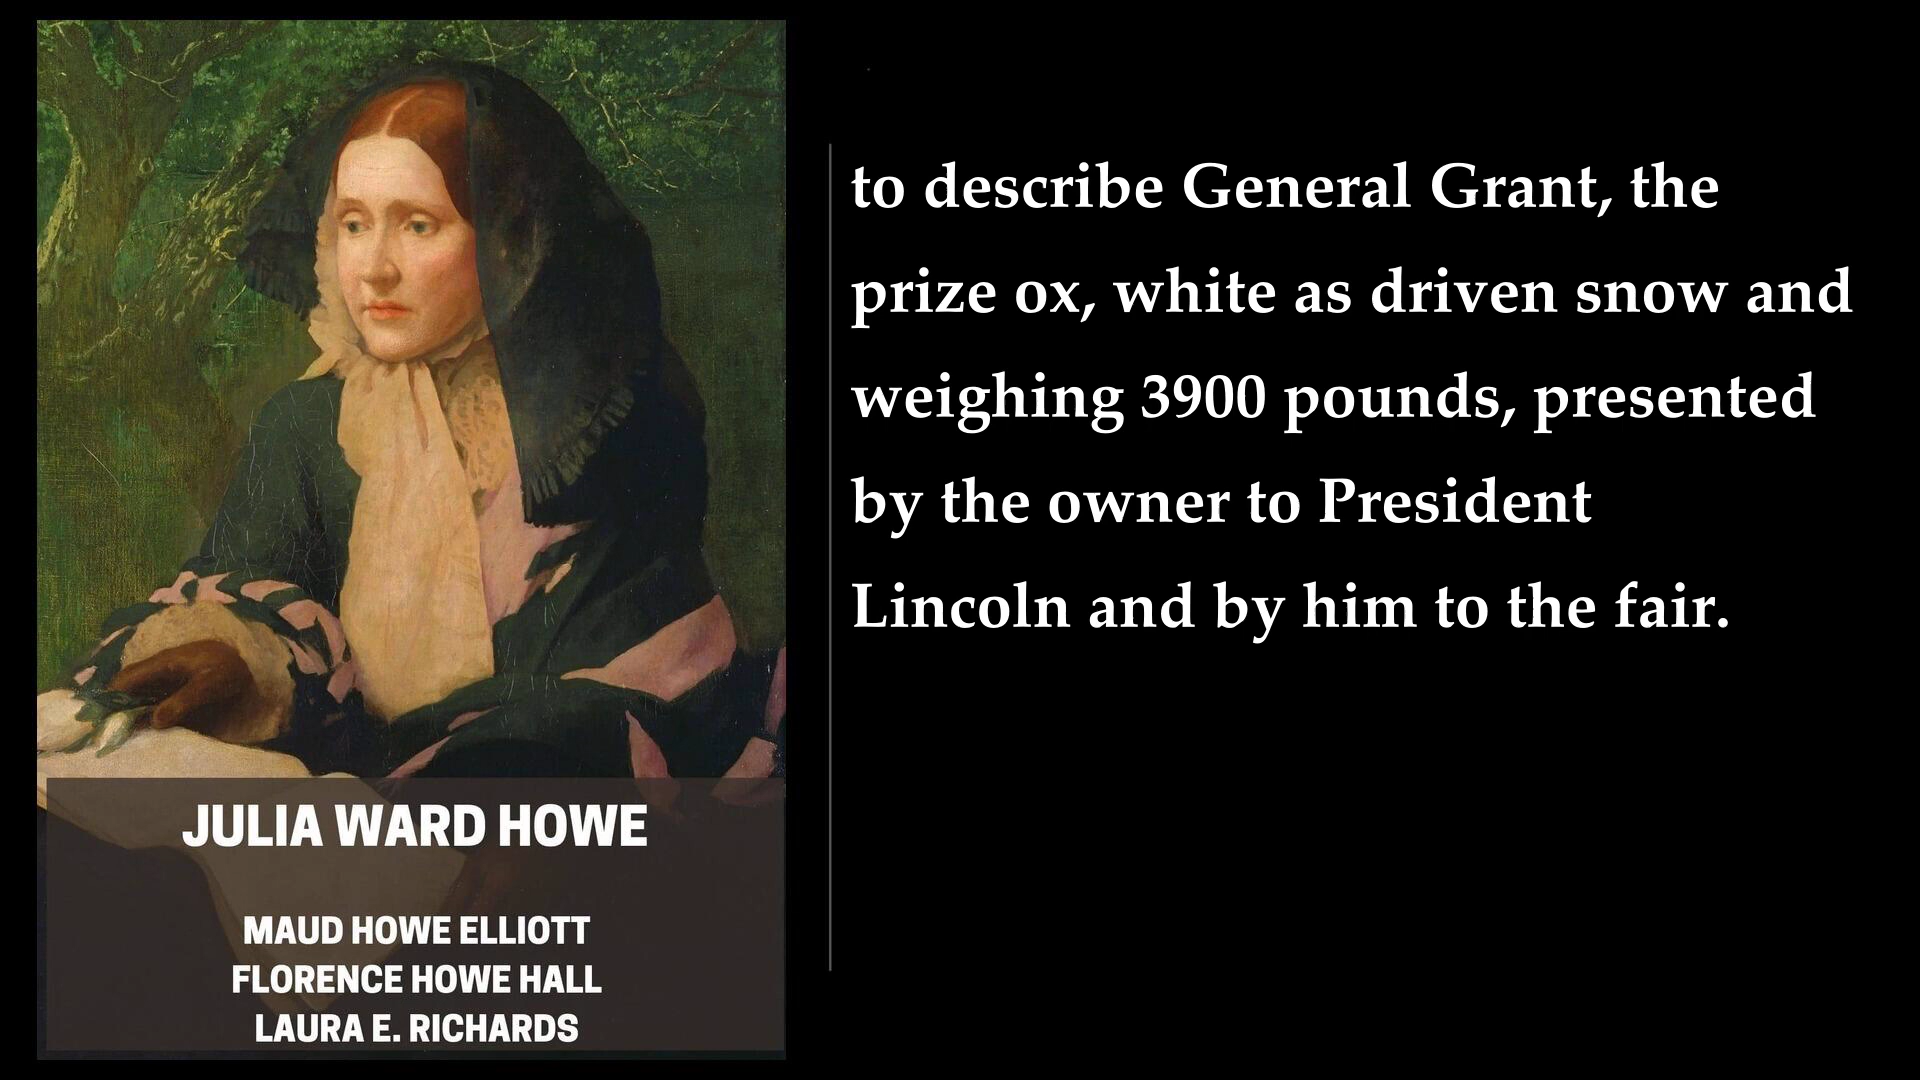 to describe General Grant, the
prize ox, white as driven snow and
weighing 3900 pounds, presented
by the owner to President
Lincoln and by him to the fair.
JULIA WARD HOWE
MAUD HOWE ELLIOTT
FLORENCE HOWE HALL
LAURA E. RICHARDS